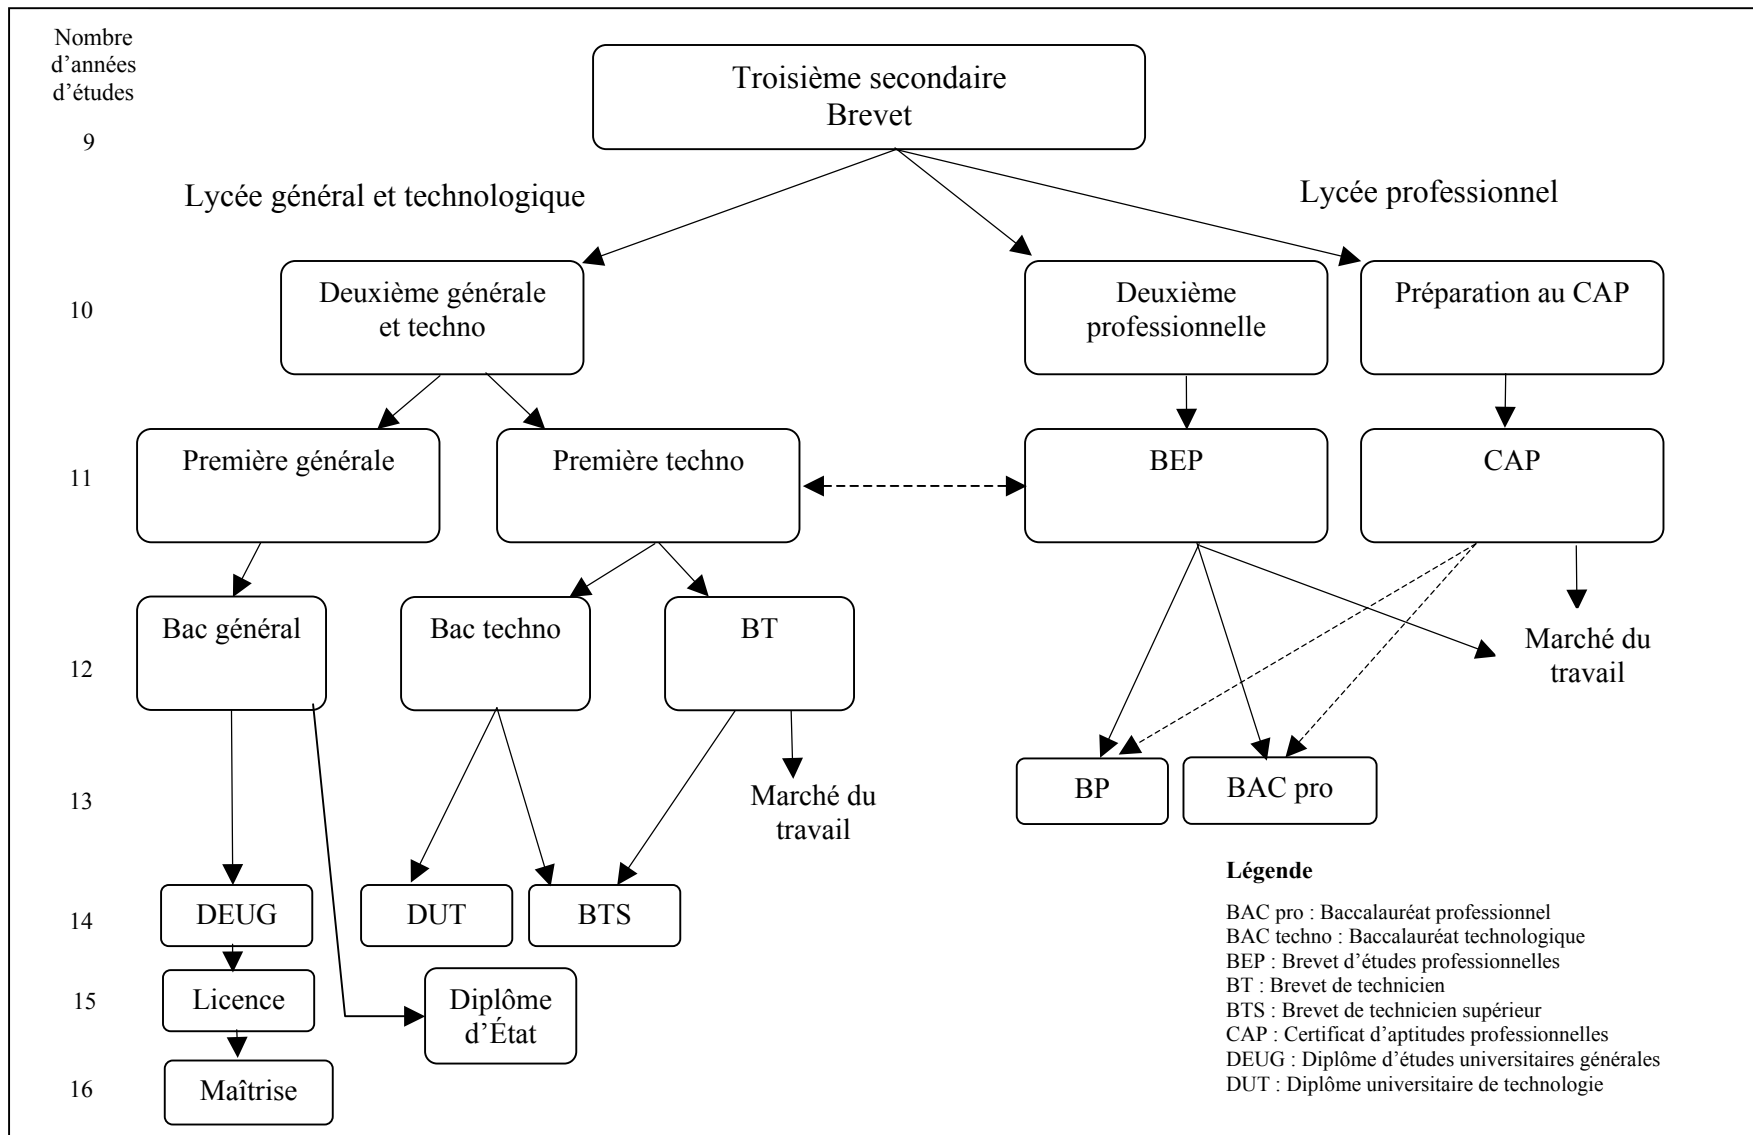 Nombre
d’années
d’études
Troisième secondaire
Brevet
9
Lycée général et technologique
Lycée professionnel
10
Deuxième générale
et techno
Deuxième
professionnelle
Préparation au CAP
11
Première générale
Première techno
BEP
CAP
12
Bac général
Bac techno
BT
Marché du
travail
13
Marché du
travail
BP
BAC pro
14
DEUG
DUT
BTS
15
Licence
Diplôme
d’État
16
Maîtrise
Légende
BAC pro : Baccalauréat professionnel
BAC techno : Baccalauréat technologique
BEP : Brevet d’études professionnelles
BT : Brevet de technicien
BTS : Brevet de technicien supérieur
CAP : Certificat d’aptitudes professionnelles
DEUG : Diplôme d’études universitaires générales
DUT : Diplôme universitaire de technologie